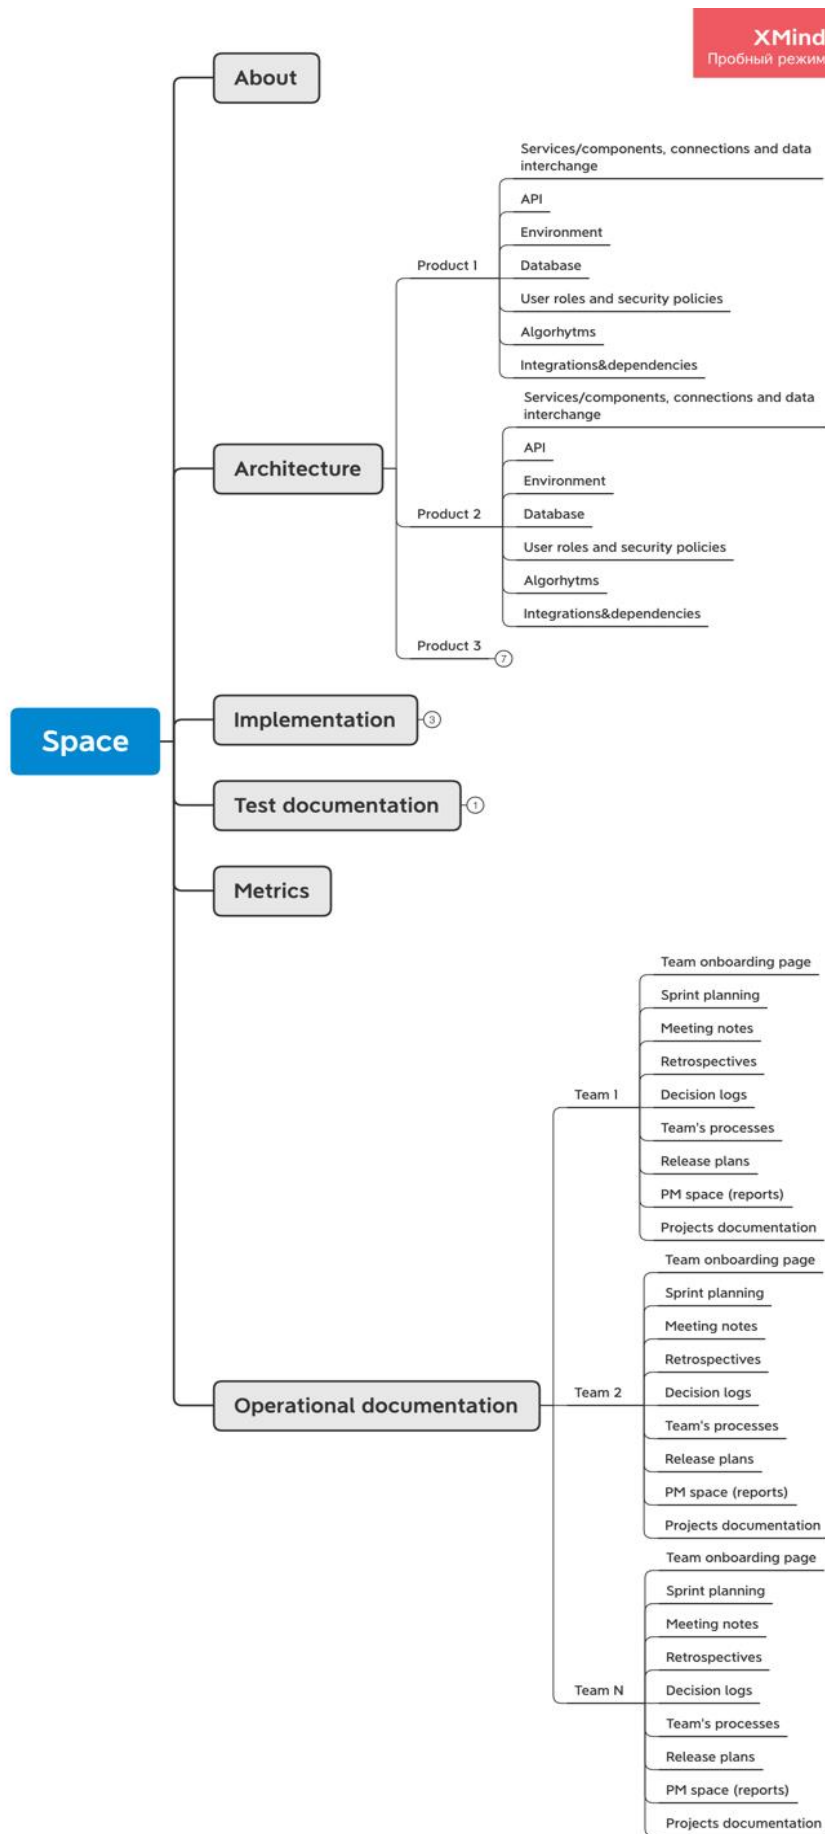 XMind
Пробный режим
About
Services/components, connections and data
interchange
API
Environment
Product 1
Database
User roles and security policies
Algorhytms
Integrations&dependencies
Services/components, connections and data
interchange
API
Architecture
Environment
Product 2
Database
User roles and security policies
Algorhytms
Integrations&dependencies
Product 3
7
Implementation
3
Space
Test documentation
1
Metrics
Team onboarding page
Sprint planning
Meeting notes
Retrospectives
Team 1
Decision logs
Team's processes
Release plans
PM space (reports)
Projects documentation
Team onboarding page
Sprint planning
Meeting notes
Retrospectives
Operational documentation
Team 2
Decision logs
Team's processes
Release plans
PM space (reports)
Projects documentation
Team onboarding page
Sprint planning
Meeting notes
Retrospectives
Team N
Decision logs
Team's processes
Release plans
PM space (reports)
Projects documentation